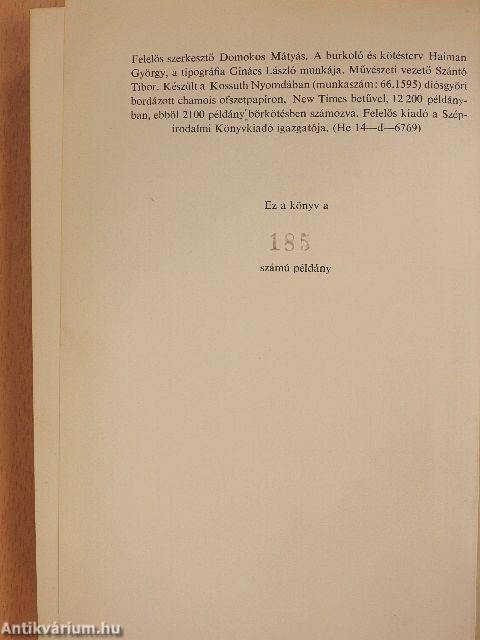 Felelős szerkesztő Domokos Mátyás. A burkoló és kötésterv Haiman
György, a tipográfia Ginács László munkája. Művészeti vezető Szántó
Tibor. Készült a Kossuth Nyomdában (munkaszám: 66.1595) diósgyőri
bordázott chamois ofszetpapíron, New Times betűvel, 12 200 példány-
ban, ebből 2100 példány bőrkötésben számozva. Felelős kiadó a Szép-
irodalmi Könyvkiadó igazgatója. (He 14—d—6769)
Ez a könyv a
185
számú példány
Antikvárium.hu